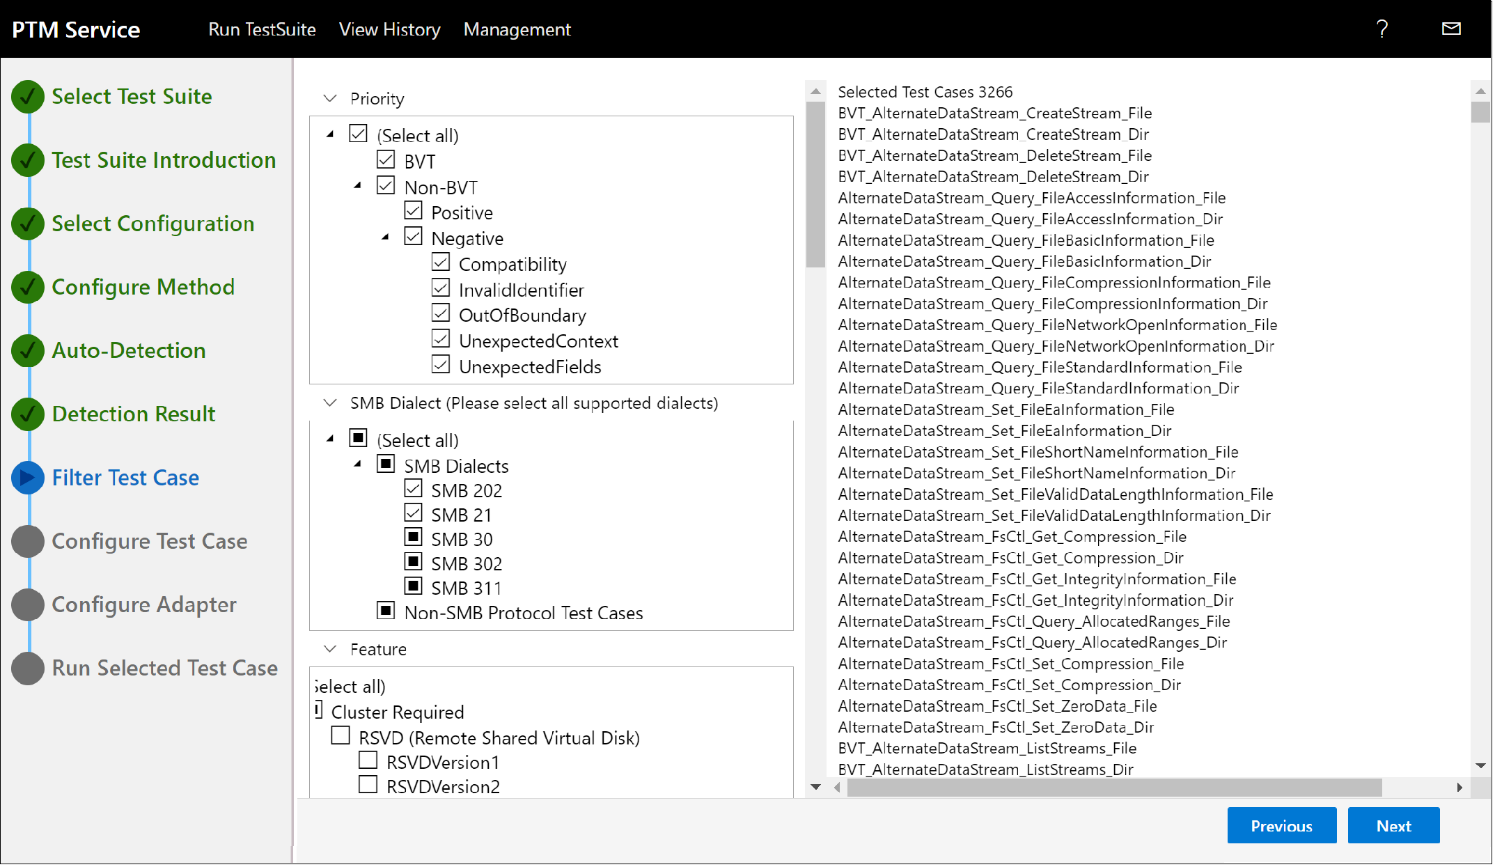 PTM Service
Run TestSuite
View History
Management
?
Select Test Suite
Test Suite Introduction
Select Configuration
Configure Method
Auto-Detection
Detection Result
Filter Test Case
Configure Test Case
Configure Adapter
Run Selected Test Case
Priority
(Select all)
BVT
Non-BVT
Positive
Negative
Compatibility
InvalidIdentifier
OutOfBoundary
UnexpectedContext
UnexpectedFields
SMB Dialect (Please select all supported dialects)
(Select all)
SMB Dialects
SMB 202
SMB 21
SMB 30
SMB 302
SMB 311
Non-SMB Protocol Test Cases
Feature
Select all)
Cluster Required
RSVD (Remote Shared Virtual Disk)
RSVDVersion1
RSVDVersion2
Selected Test Cases 3266
BVT_AlternateDataStream_CreateStream_File
BVT_AlternateDataStream_CreateStream_Dir
BVT_AlternateDataStream_DeleteStream_File
BVT_AlternateDataStream_DeleteStream_Dir
AlternateDataStream_Query_FileAccessInformation_File
AlternateDataStream_Query_FileAccessInformation_Dir
AlternateDataStream_Query_FileBasicInformation_File
AlternateDataStream_Query_FileBasicInformation_Dir
AlternateDataStream_Query_FileCompressionInformation_File
AlternateDataStream_Query_FileCompressionInformation_Dir
AlternateDataStream_Query_FileNetworkOpenInformation_File
AlternateDataStream_Query_FileNetworkOpenInformation_Dir
AlternateDataStream_Query_FileStandardInformation_File
AlternateDataStream_Query_FileStandardInformation_Dir
AlternateDataStream_Set_FileEaInformation_File
AlternateDataStream_Set_FileEaInformation_Dir
AlternateDataStream_Set_FileShortNameInformation_File
AlternateDataStream_Set_FileShortNameInformation_Dir
AlternateDataStream_Set_FileValidDataLengthInformation_File
AlternateDataStream_Set_FileValidDataLengthInformation_Dir
AlternateDataStream_FsCtl_Get_Compression_File
AlternateDataStream_FsCtl_Get_Compression_Dir
AlternateDataStream_FsCtl_Get_IntegrityInformation_File
AlternateDataStream_FsCtl_Get_IntegrityInformation_Dir
AlternateDataStream_FsCtl_Query_AllocatedRanges_File
AlternateDataStream_FsCtl_Query_AllocatedRanges_Dir
AlternateDataStream_FsCtl_Set_Compression_File
AlternateDataStream_FsCtl_Set_Compression_Dir
AlternateDataStream_FsCtl_Set_ZeroData_File
AlternateDataStream_FsCtl_Set_ZeroData_Dir
BVT_AlternateDataStream_ListStreams_File
BVT_AlternateDataStream_ListStreams_Dir
Previous
Next